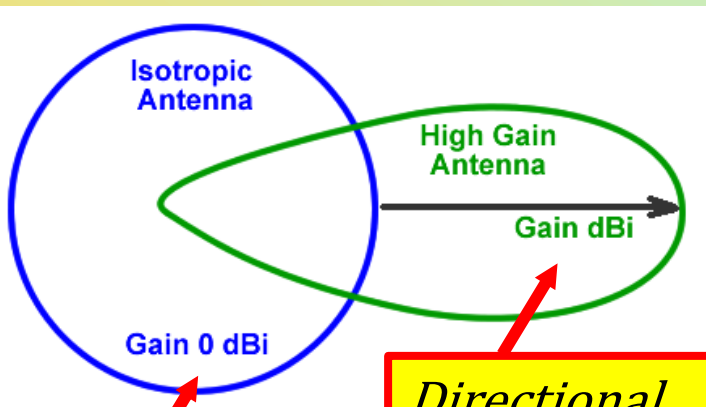 Isotropic
Antenna
High Gain
Antenna
Gain dBi
Gain 0 dBi
Directional